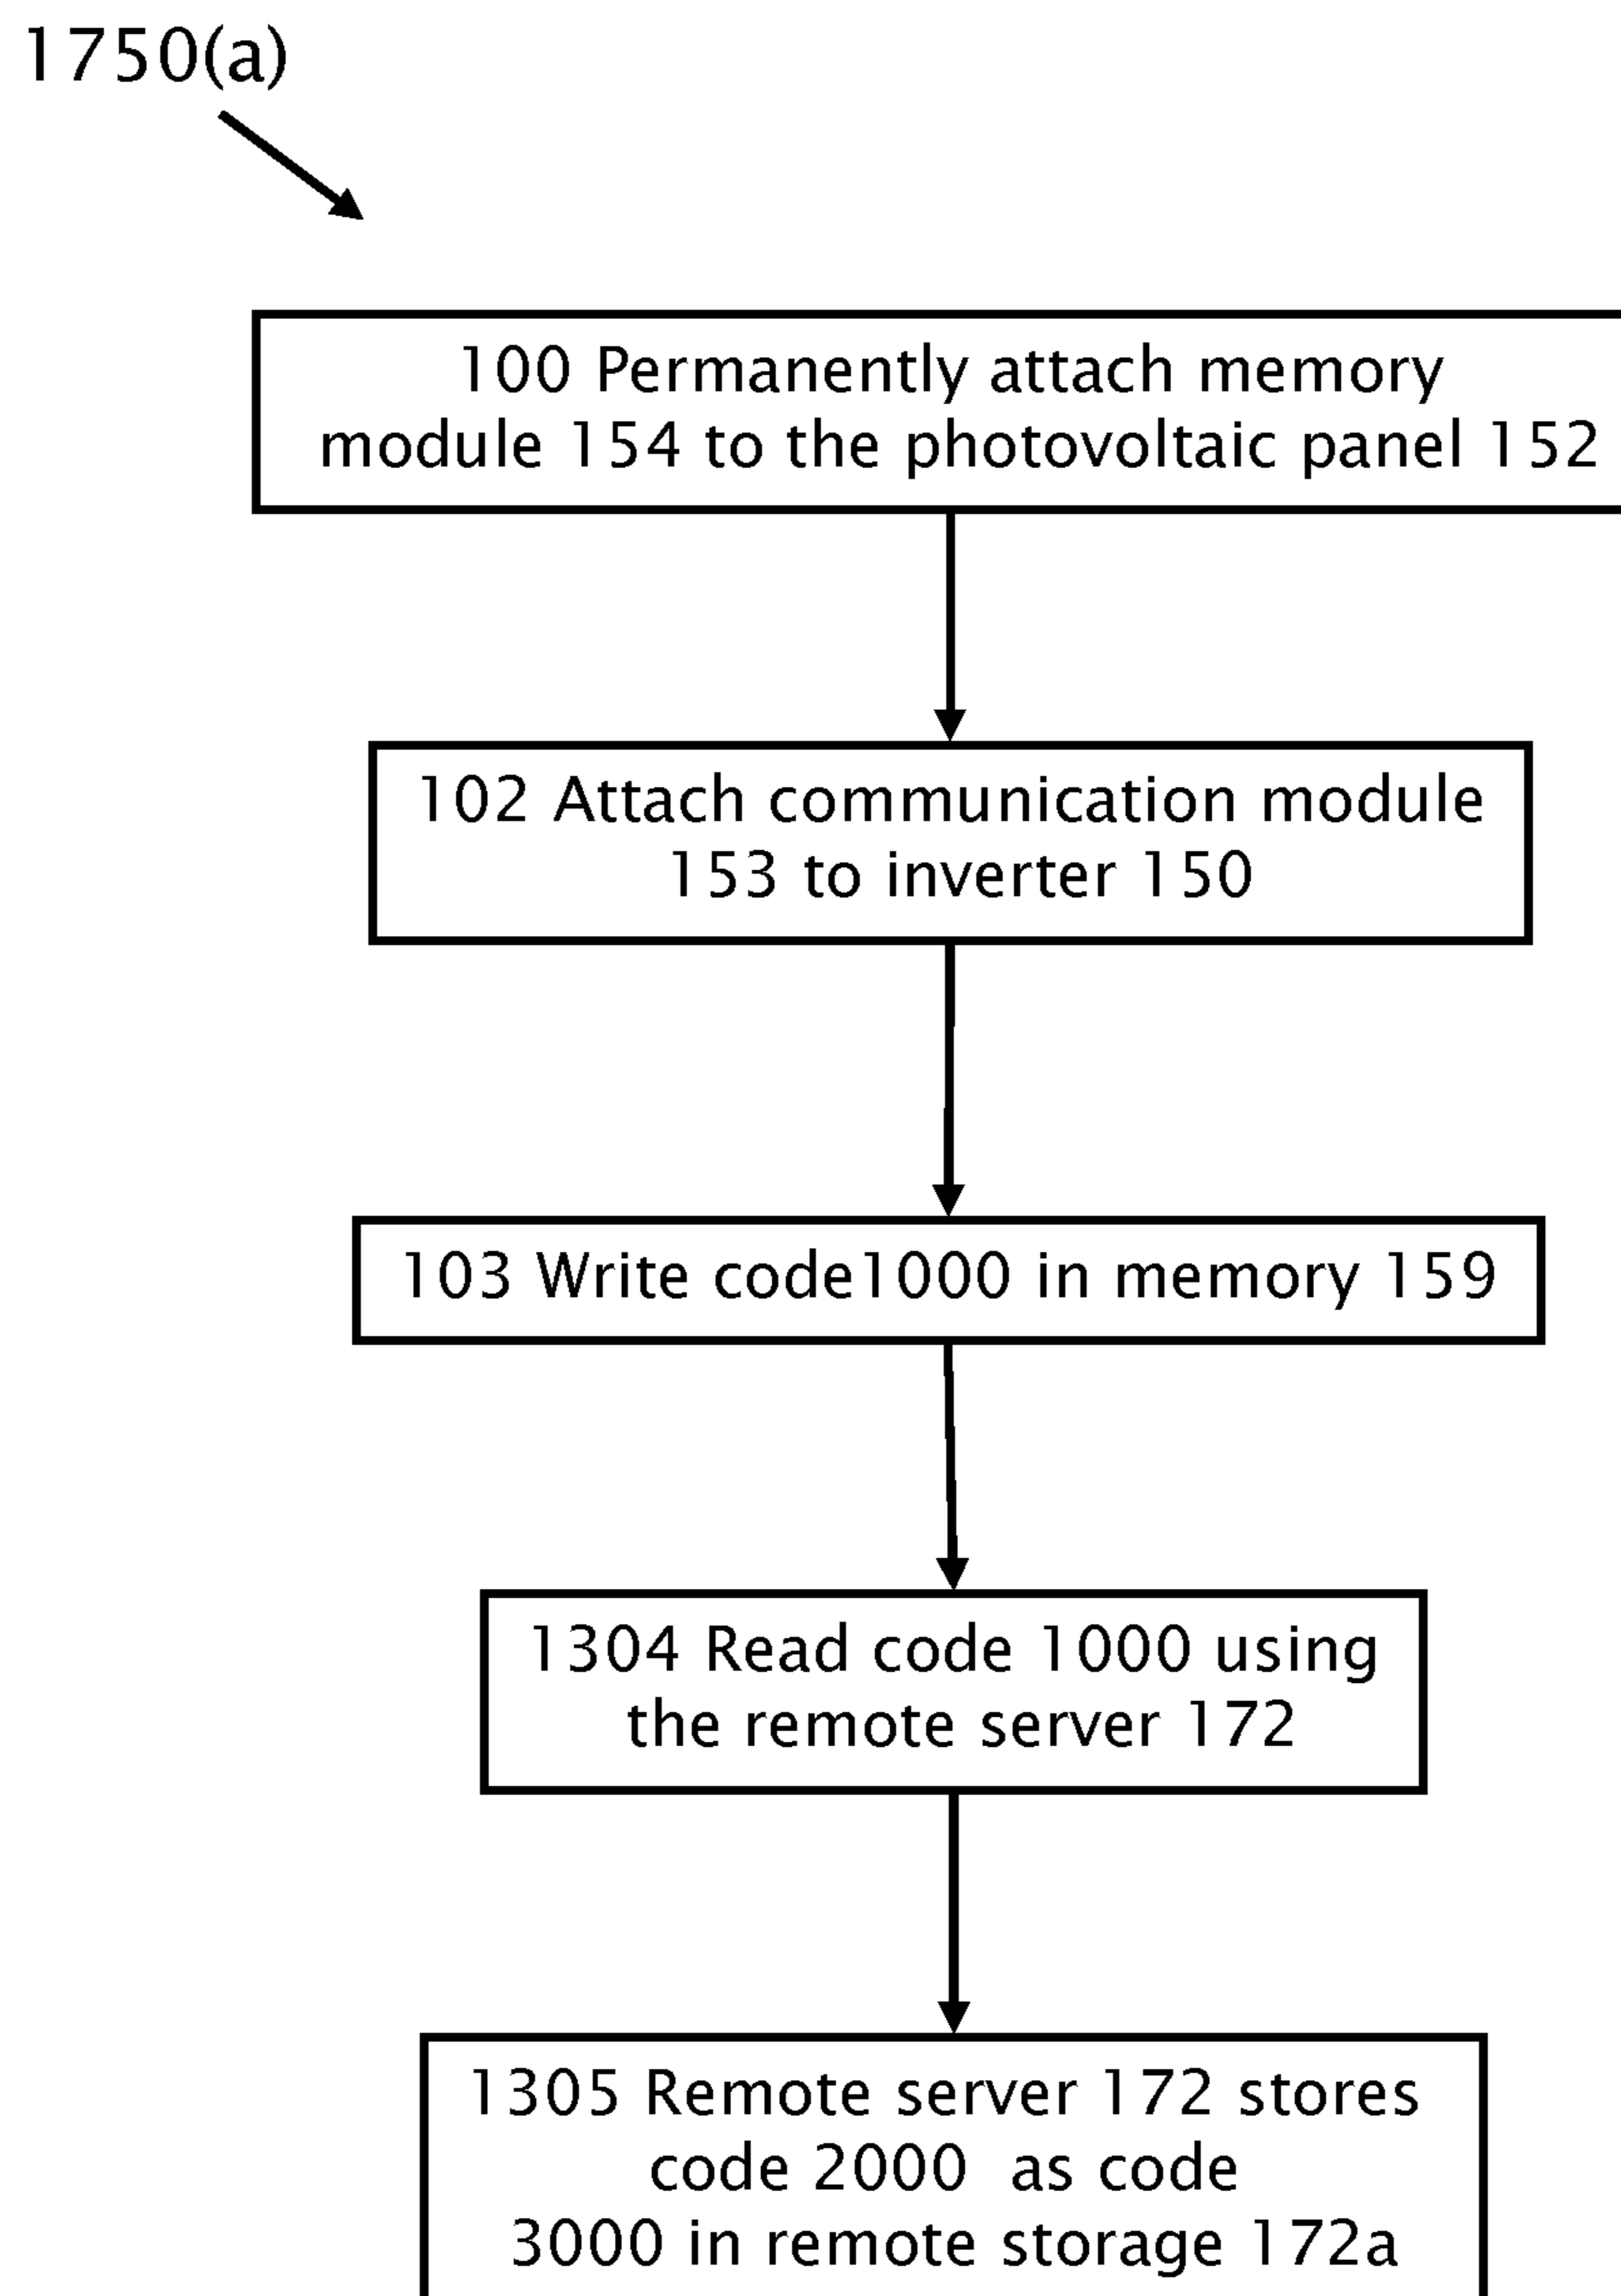 1750(a)
100 Permanently attach memory
module 154 to the photovoltaic panel 152
102 Attach communication module
153 to inverter 150
103 Write code1000 in memory 159
1304 Read code 1000 using
the remote server 172
1305 Remote server 172 stores
code 2000 as code
3000 in remote storage 172a